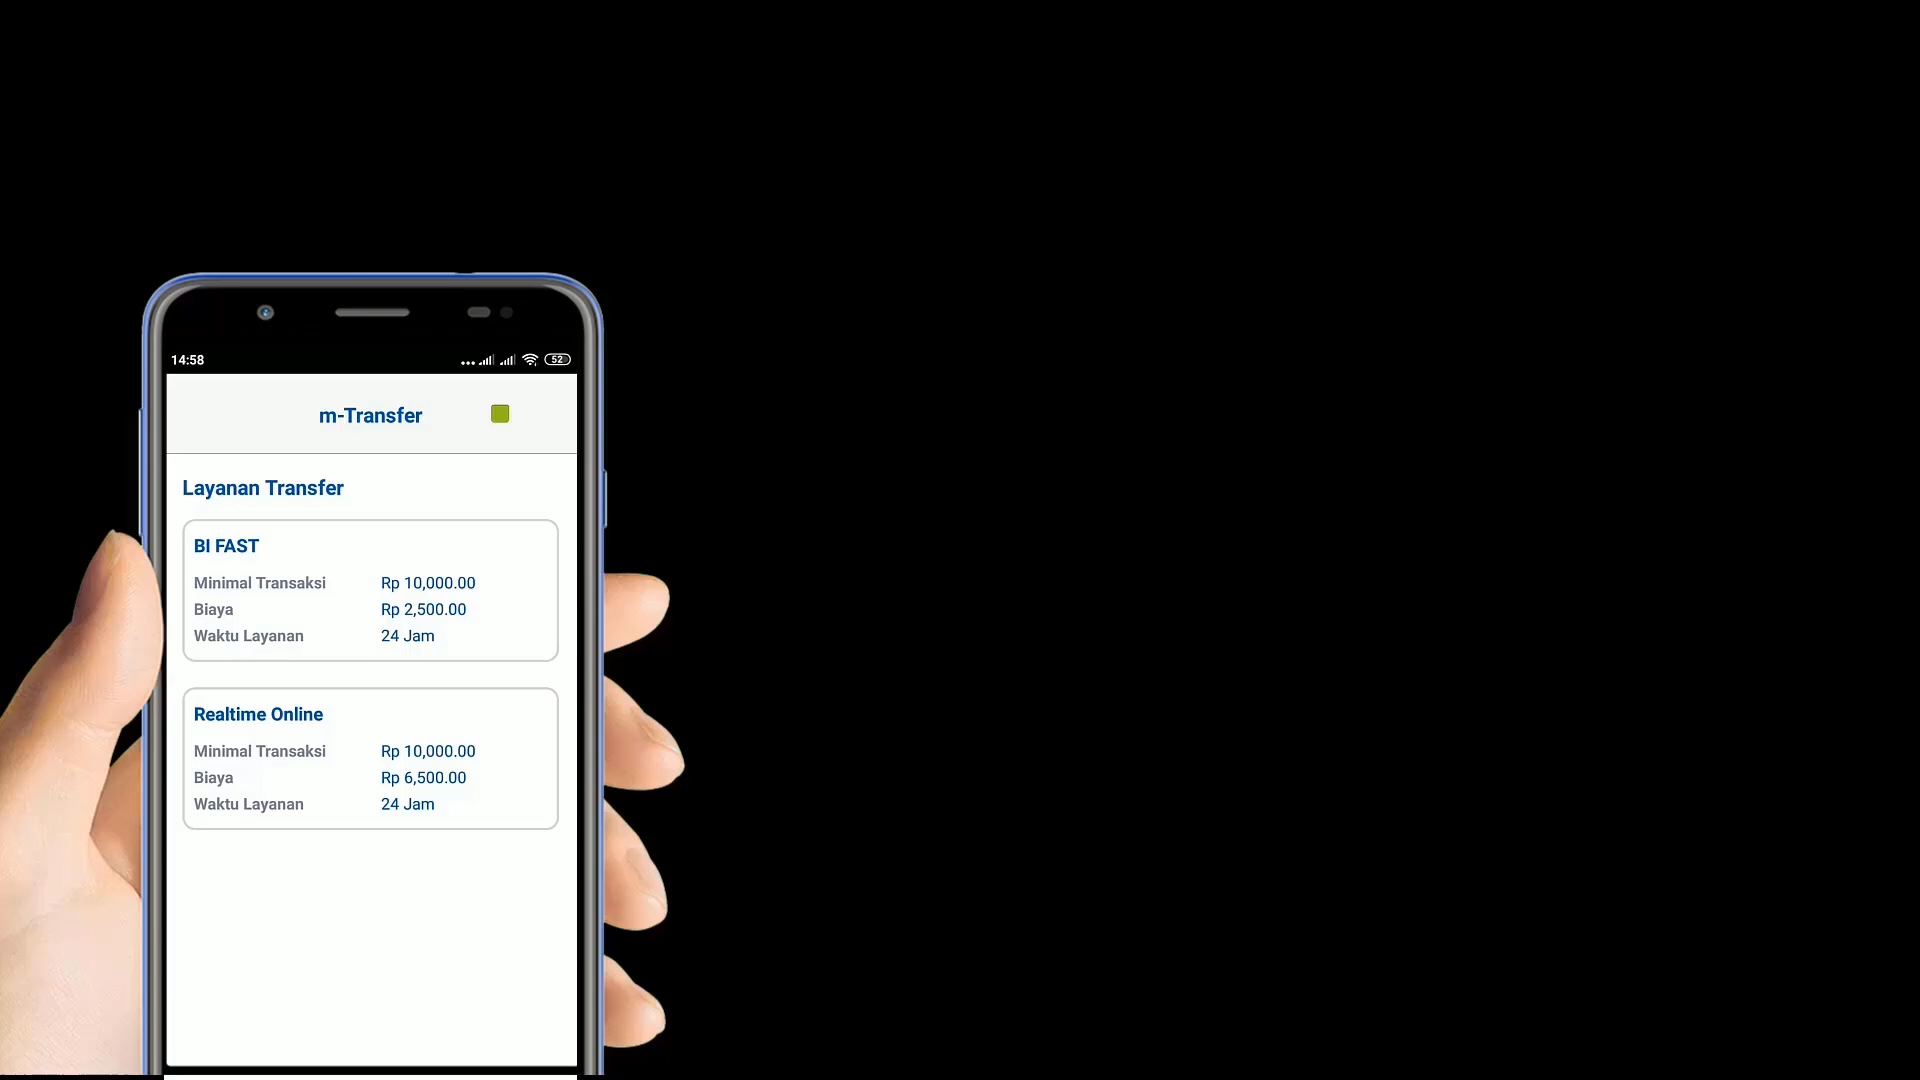 14:58
52
m-Transfer
Layanan Transfer
BI FAST
Minimal Transaksi Rp 10,000.00
Biaya Rp 2,500.00
Waktu Layanan 24 Jam
Realtime Online
Minimal Transaksi Rp 10,000.00
Biaya Rp 6,500.00
Waktu Layanan 24 Jam